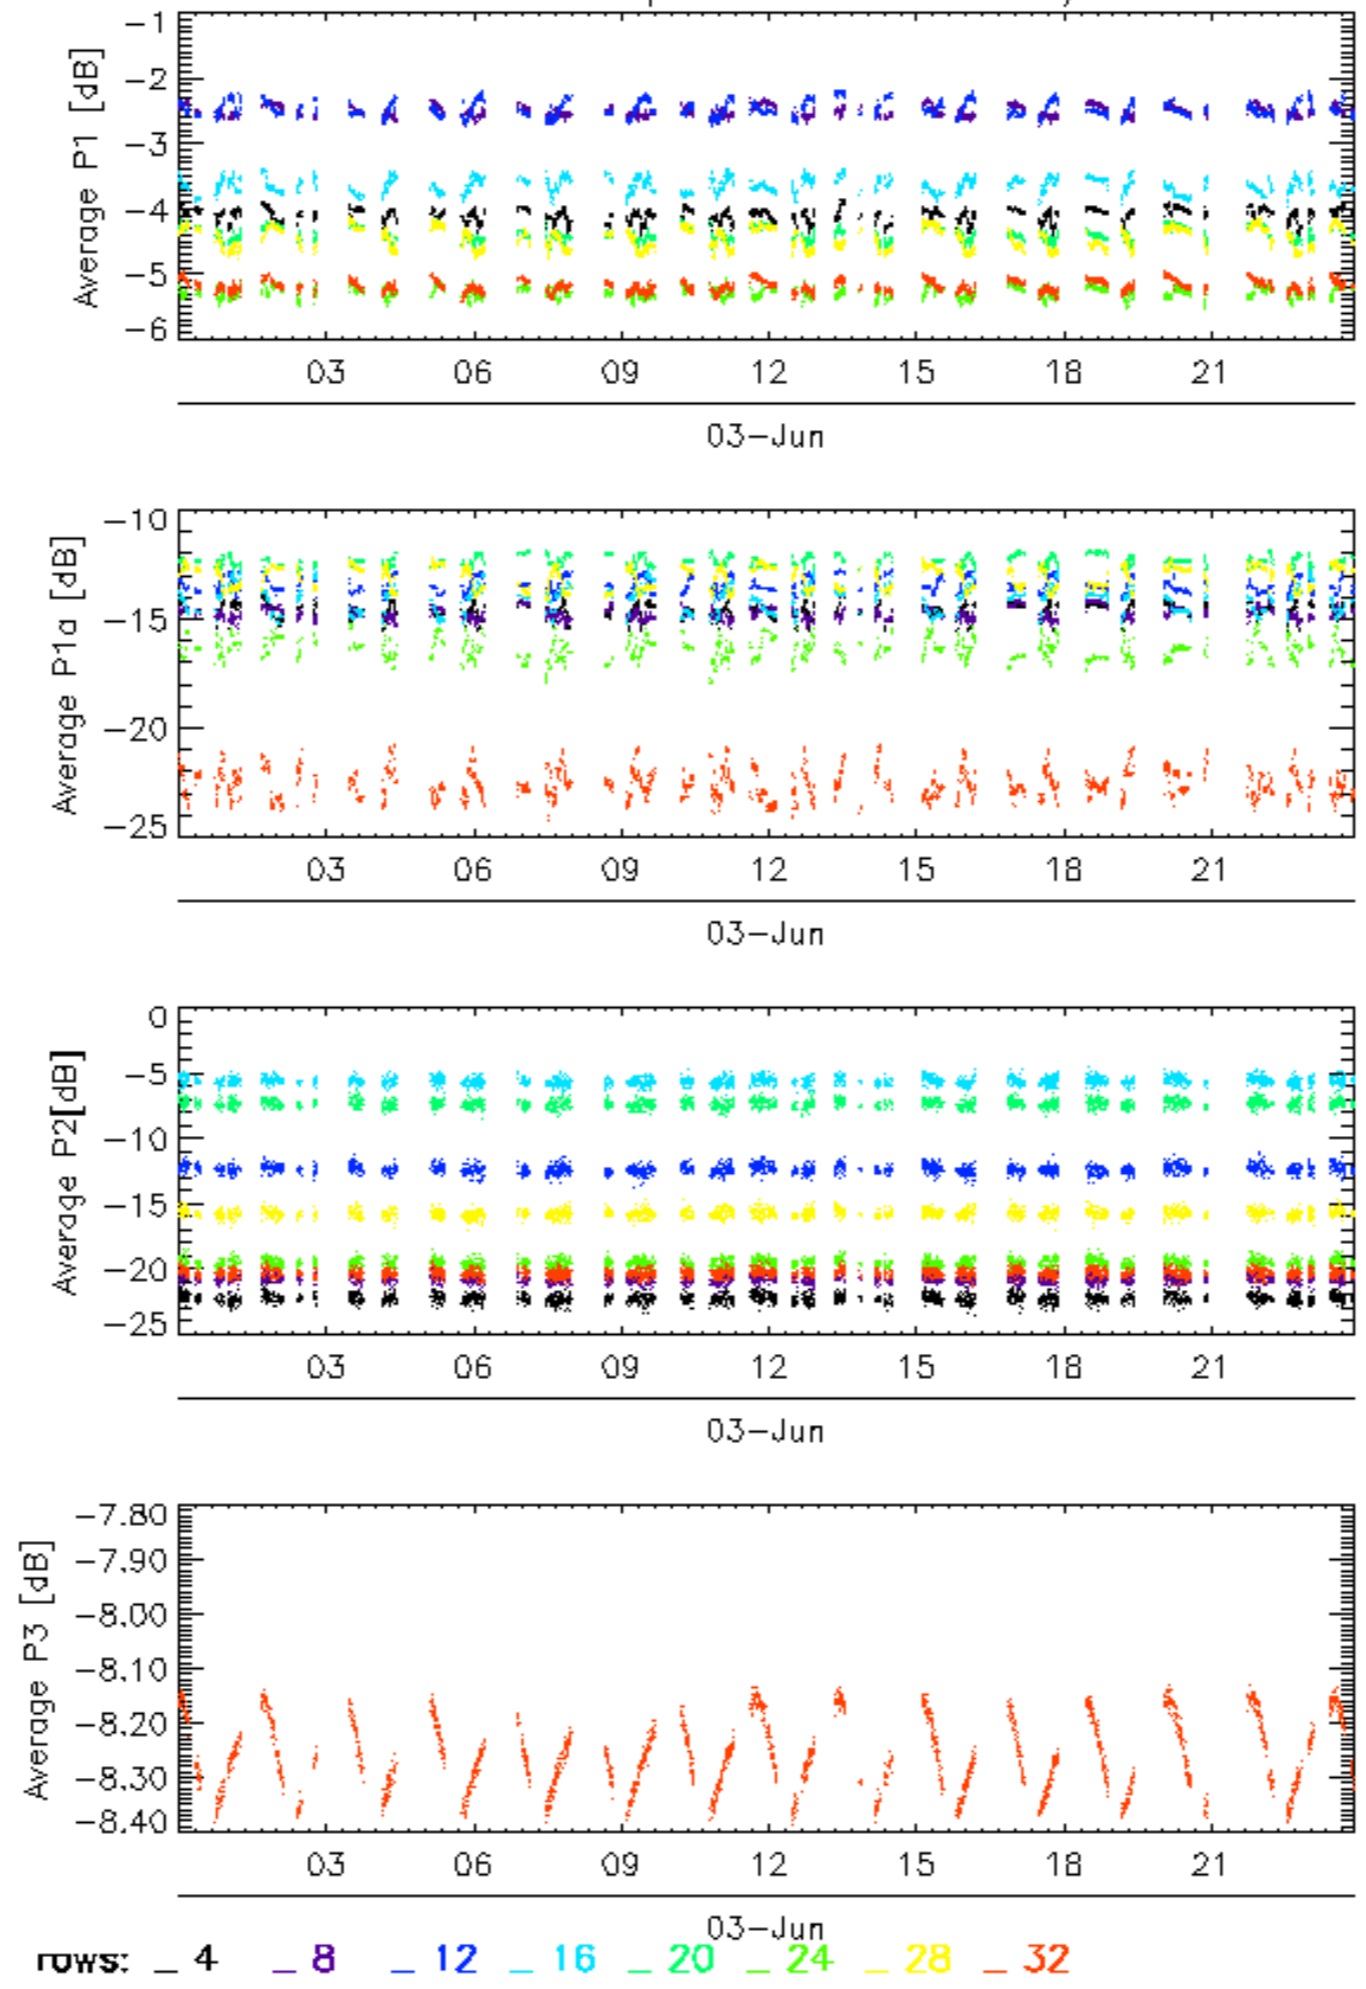 Average P1 [dB]
-1
-2
-3
-4
-5
-6
03 06 09 12 15 18 21
03-Jun
Average P1a [dB]
-10
-15
-20
-25
03 06 09 12 15 18 21
03-Jun
Average P2[dB]
0
-5
-10
-15
-20
-25
03 06 09 12 15 18 21
03-Jun
Average P3 [dB]
-7.80
-7.90
-8.00
-8.10
-8.20
-8.30
-8.40
03 06 09 12 15 18 21
03-Jun
rows: _ 4 _ 8 _ 12 _ 16 _ 20 _ 24 _ 28 _ 32